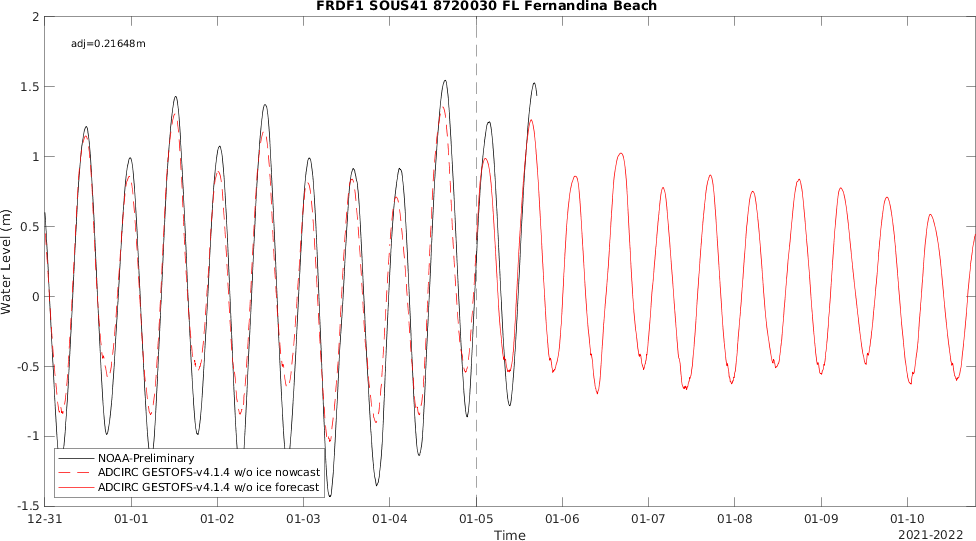 FRDF1 SOUS41 8720030 FL Fernandina Beach
adj=0.21648m
2
1.5
1
0.5
0
-0.5
-1
-1.5
Water Level (m)
NOAA-Preliminary
ADCIRC GESTOFS-v4.1.4 w/o ice nowcast
ADCIRC GESTOFS-v4.1.4 w/o ice forecast
12-31 01-01 01-02 01-03 01-04 01-05 01-06 01-07 01-08 01-09 01-10
Time
2021-2022